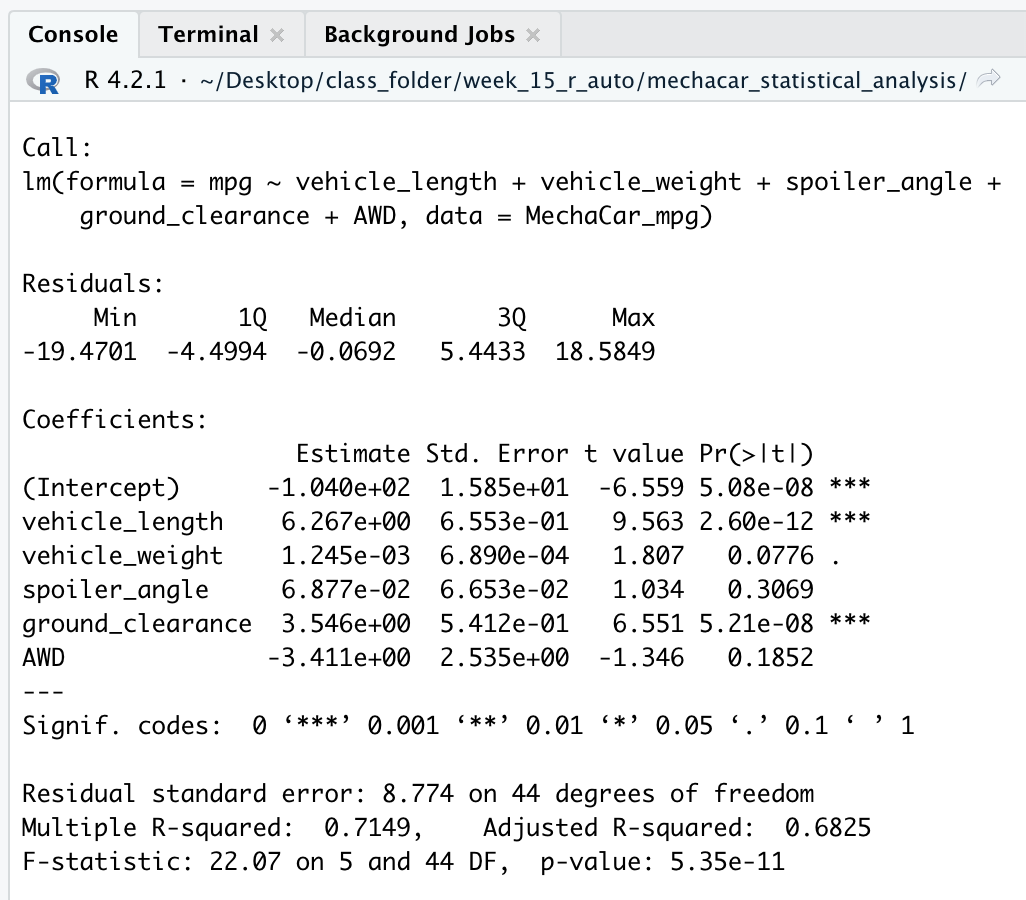 Console Terminal × Background Jobs ×
R R 4.2.1 · ~/Desktop/class_folder/week_15_r_auto/mechacar_statistical_analysis/
Call:
lm(formula = mpg ~ vehicle_length + vehicle_weight + spoiler_angle +
    ground_clearance + AWD, data = MechaCar_mpg)
Residuals:
     Min       1Q   Median       3Q      Max
-19.4701  -4.4994  -0.0692   5.4433  18.5849
Coefficients:
                   Estimate Std. Error t value Pr(>|t|)
(Intercept)      -1.040e+02  1.585e+01  -6.559 5.08e-08 ***
vehicle_length    6.267e+00  6.553e-01   9.563 2.60e-12 ***
vehicle_weight    1.245e-03  6.890e-04   1.807   0.0776 .
spoiler_angle     6.877e-02  6.653e-02   1.034   0.3069
ground_clearance  3.546e+00  5.412e-01   6.551 5.21e-08 ***
AWD              -3.411e+00  2.535e+00  -1.346   0.1852
---
Signif. codes:  0 ‘***’ 0.001 ‘**’ 0.01 ‘*’ 0.05 ‘.’ 0.1 ‘ ’ 1
Residual standard error: 8.774 on 44 degrees of freedom
Multiple R-squared:  0.7149,    Adjusted R-squared:  0.6825
F-statistic: 22.07 on 5 and 44 DF,  p-value: 5.35e-11